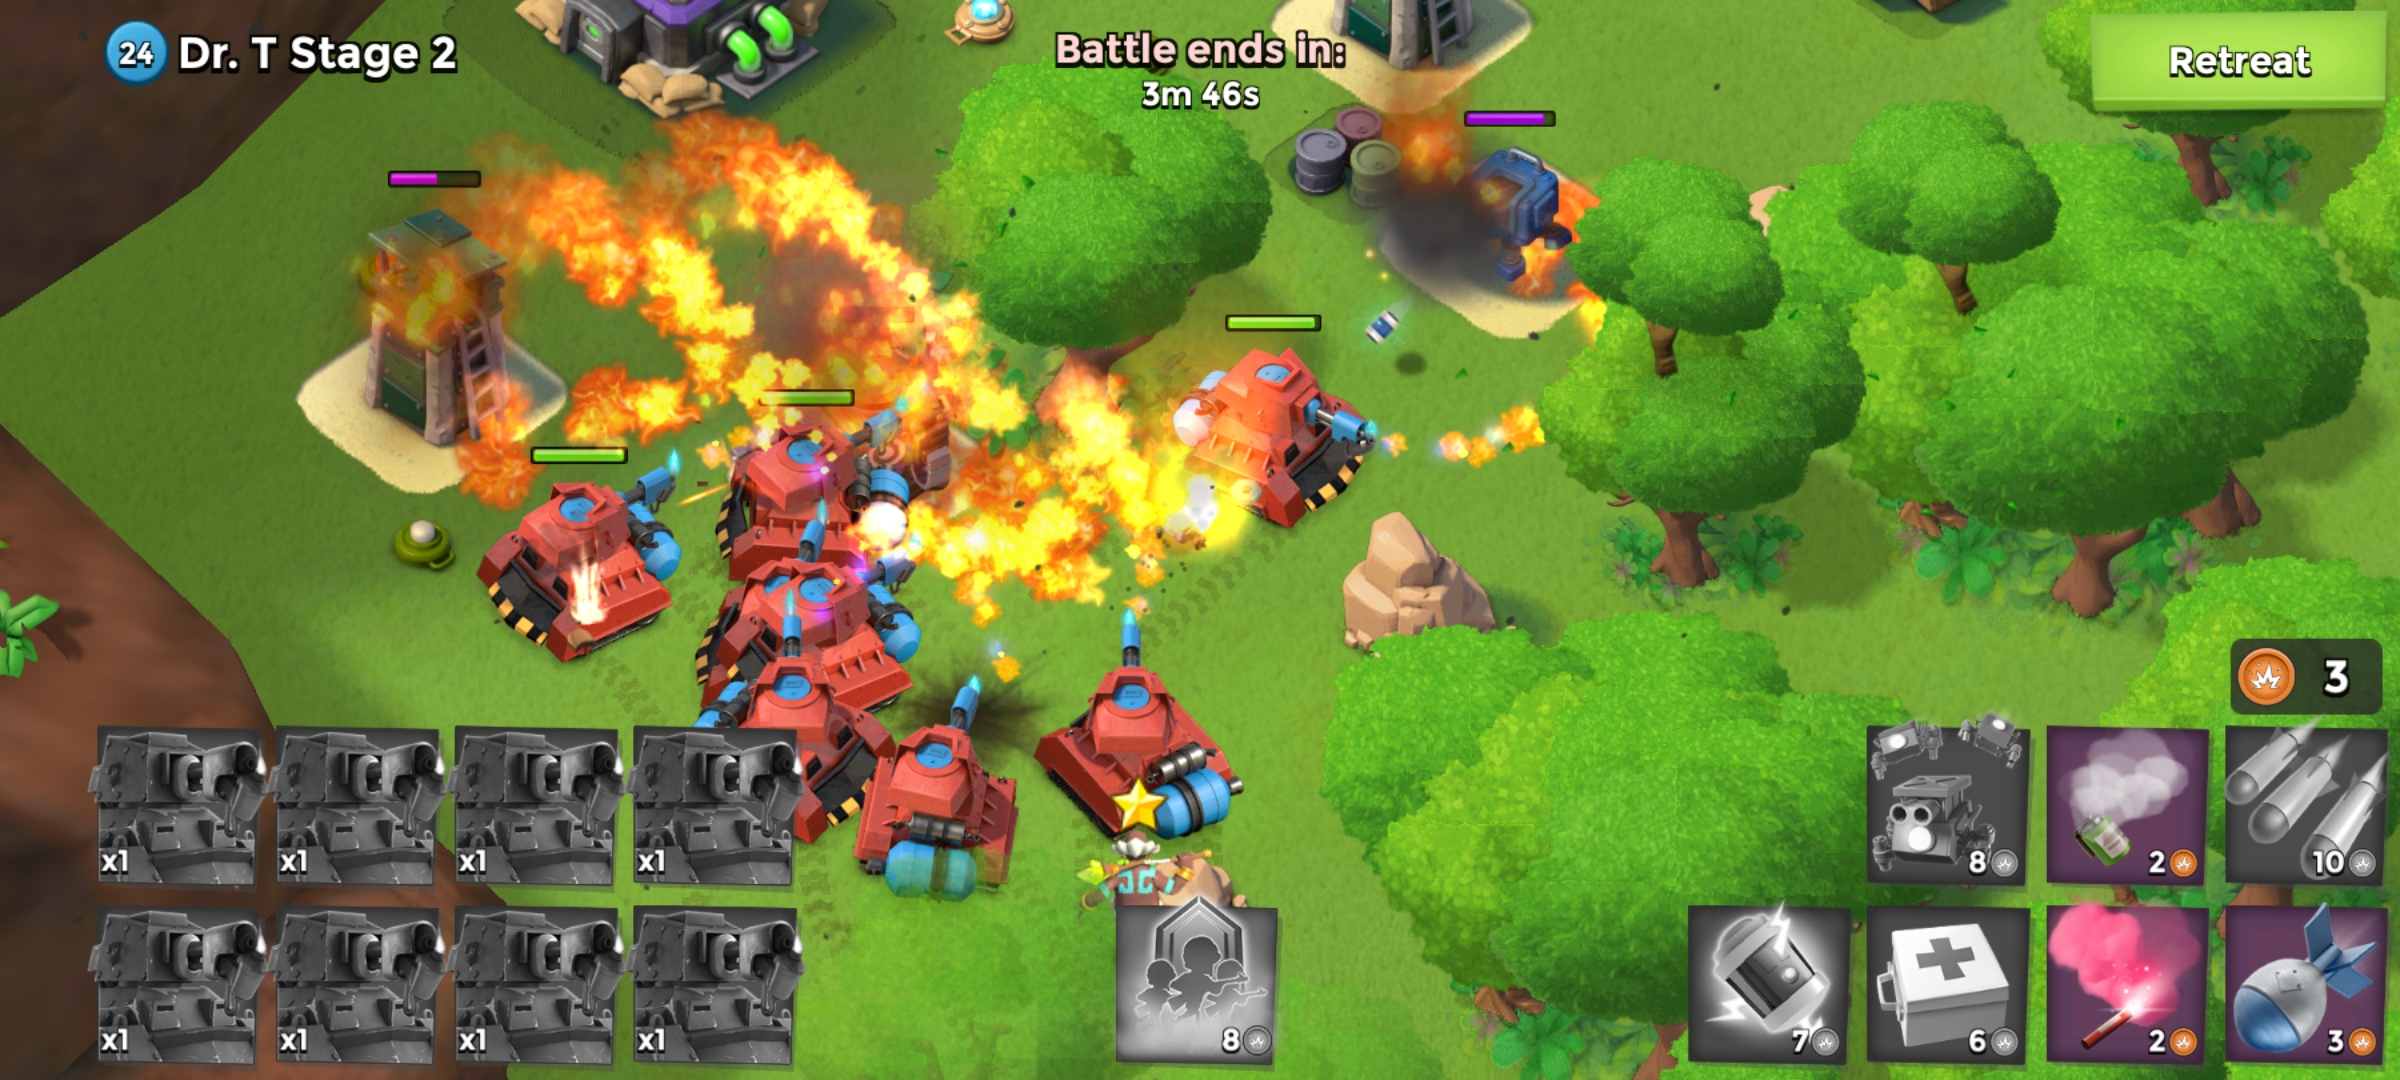 24 Dr. T Stage 2
Battle ends in:
3m 46s
Retreat
3
x1 x1 x1 x1
8 2 10
x1 x1 x1 x1
8 7 6 2 3